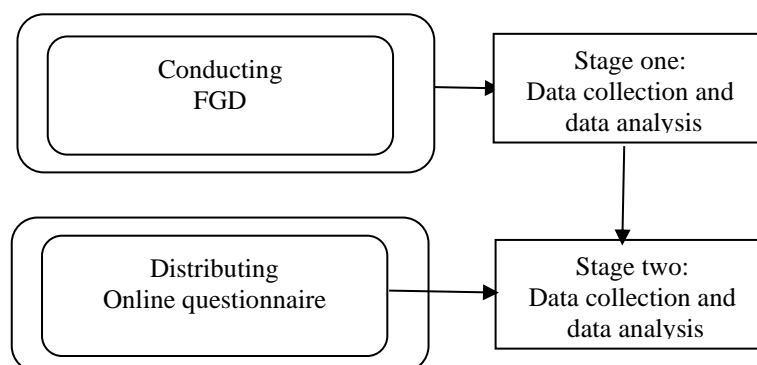 Conducting
FGD
Stage one:
Data collection and
data analysis
Distributing
Online questionnaire
Stage two:
Data collection and
data analysis